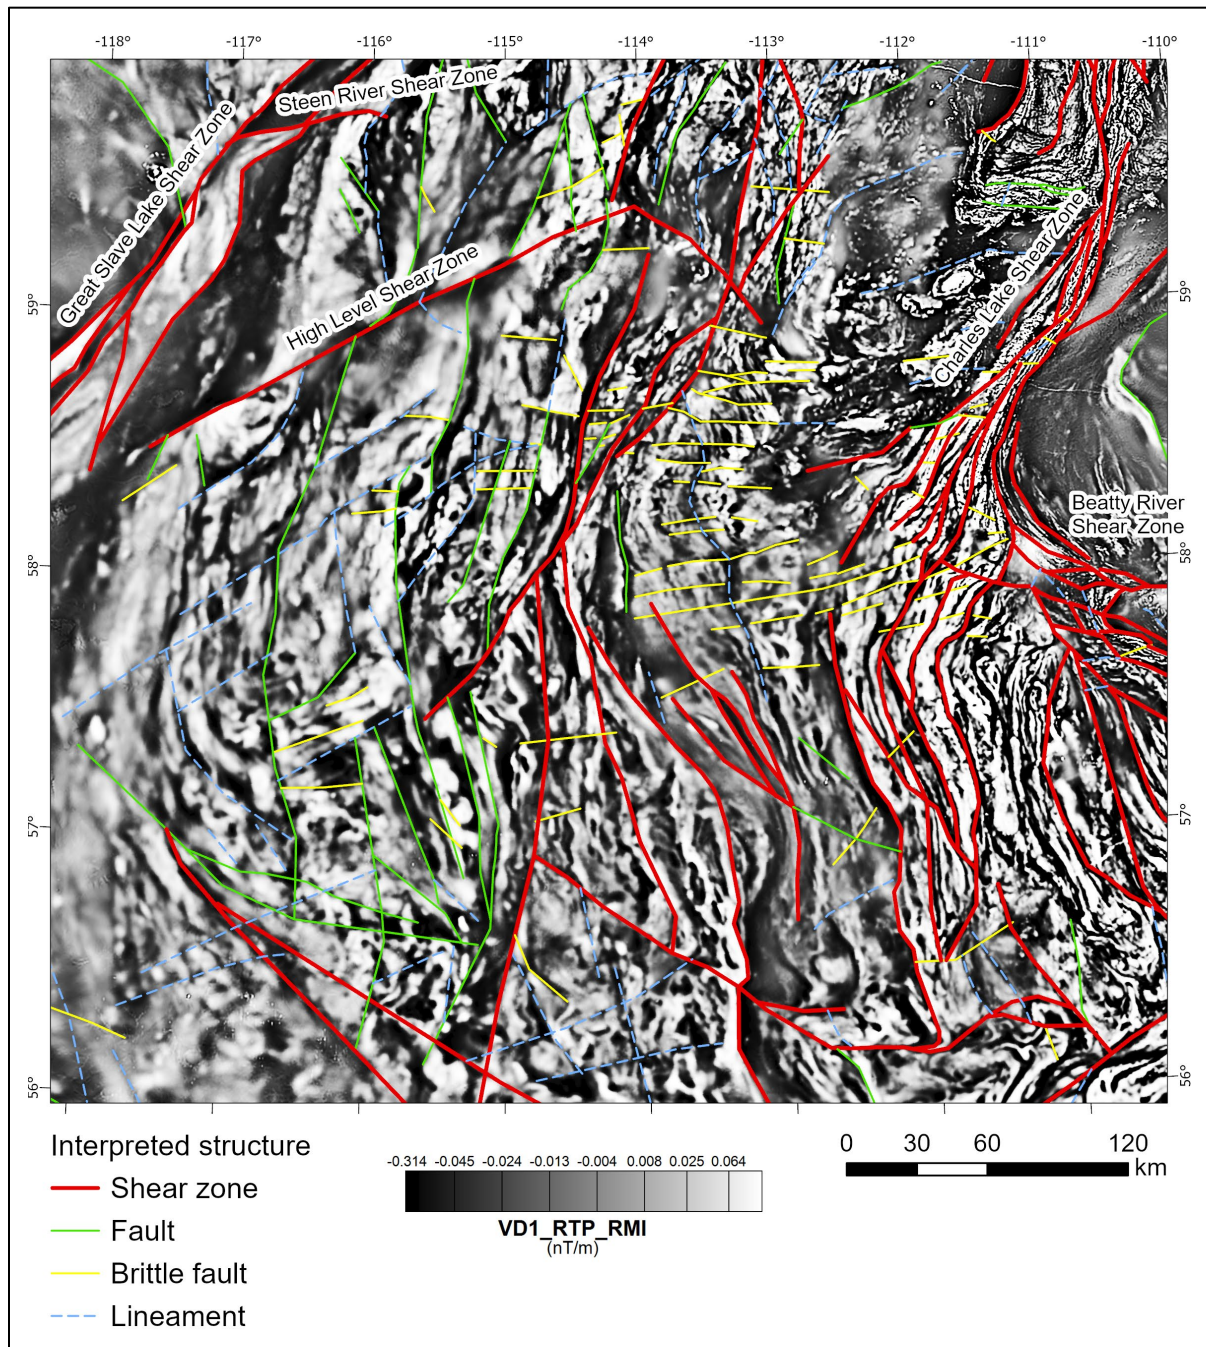 -118° -117° -116° -115° -114° -113° -112° -111° -110°
Steen River Shear Zone
Great Slave Lake Shear Zone
High Level Shear Zone
Charles Lake Shear Zone
59° 59°
Beatty River
Shear Zone
58° 58°
57° 57°
56° 56°
Interpreted structure
Shear zone
Fault
Brittle fault
Lineament
-0.314 -0.045 -0.024 -0.013 -0.004 0.008 0.025 0.064
VD1_RTP_RMI
(nT/m)
0 30 60 120
km